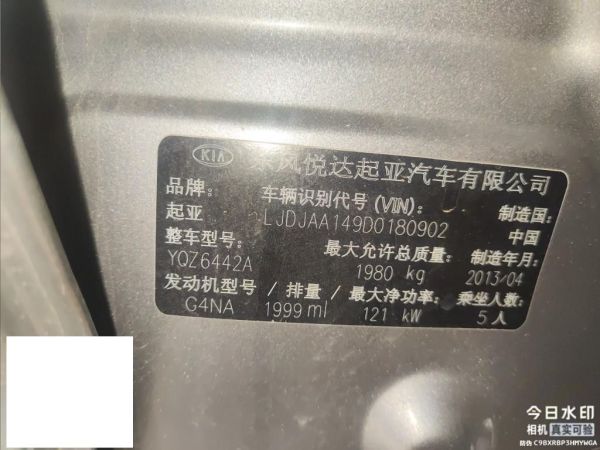 KIA 风悦达起亚汽车有限公司
品牌: 车辆识别代号 (VIN): 制造国:
起亚 LJDJAA149D0180902 中国
整车型号: 最大允许总质量: 制造年月:
YQZ6442A 1980 kg 2013/04
发动机型号 / 排量 / 最大净功率: 乘坐人数:
G4NA 1999 ml 121 kW 5人
今日水印
相机 真实可验
防伪 C9BXRBP3HMYWGA